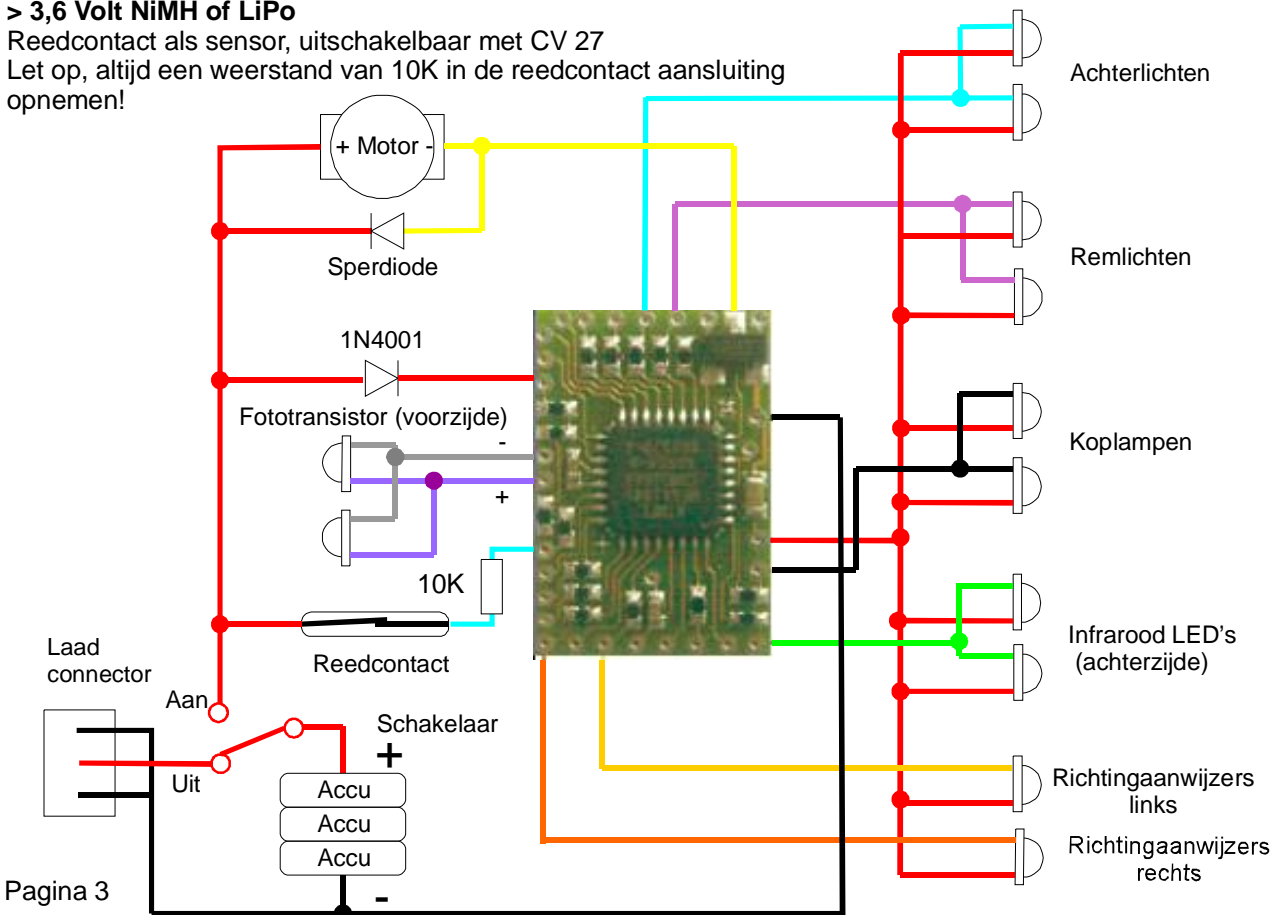 > 3,6 Volt NiMH of LiPo
Reedcontact als sensor, uitschakelbaar met CV 27
Let op, altijd een weerstand van 10K in de reedcontact aansluiting
opnemen!
Achterlichten
+ Motor -
Sperdiode
Remlichten
1N4001
Fototransistor (voorzijde)
-
+
Koplampen
10K
Reedcontact
Infrarood LED's
(achterzijde)
Laad
connector
Aan
Uit
Schakelaar
+
Accu
Accu
Accu
-
Richtingaanwijzers
links
Richtingaanwijzers
rechts
Pagina 3